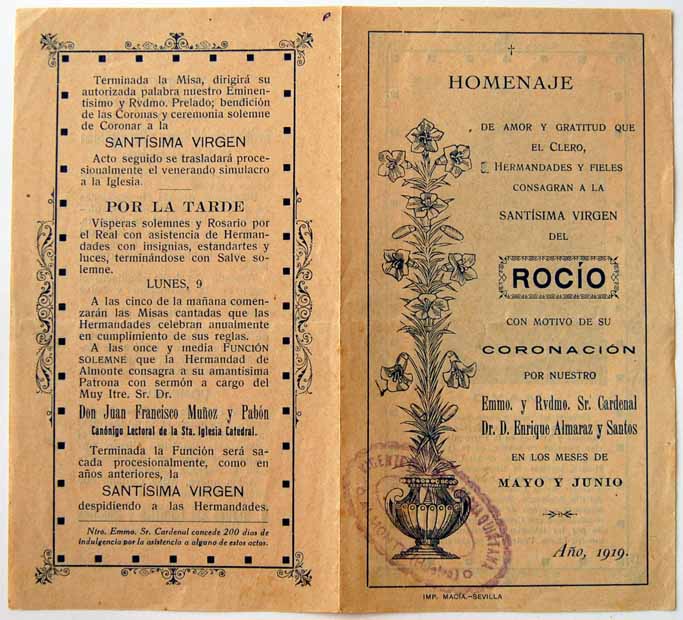 Terminada la Misa, dirigirá su
autorizada palabra nuestro Eminen-
tísimo y Rvdmo. Prelado; bendición
de las Coronas y ceremonia solemne
de Coronar a la
SANTÍSIMA VIRGEN
Acto seguido se trasladará proce-
sionalmente el venerando simulacro
a la Iglesia.
POR LA TARDE
Vísperas solemnes y Rosario por
el Real con asistencia de Herman-
dades con insignias, estandartes y
luces, terminándose con Salve so-
lemne.
LUNES, 9
A las cinco de la mañana comen-
zarán las Misas cantadas que las
Hermandades celebran anualmente
en cumplimiento de sus reglas.
A las once y media FUNCIÓN
SOLEMNE que la Hermandad de
Almonte consagra a su amantísima
Patrona con sermón a cargo del
Muy Itre. Sr. Dr.
Don Juan Francisco Muñoz y Pabón
Canónigo Lectoral de la Sta. Iglesia Catedral.
Terminada la Función será sa-
cada procesionalmente, como en
años anteriores, la
SANTÍSIMA VIRGEN
despidiendo a las Hermandades.
Ntro. Emmo. Sr. Cardenal concede 200 días de
indulgencia por la asistencia a alguno de estos actos.
HOMENAJE
DE AMOR Y GRATITUD QUE
EL CLERO,
HERMANDADES Y FIELES
CONSAGRAN A LA
SANTÍSIMA VIRGEN
DEL
ROCÍO
CON MOTIVO DE SU
CORONACIÓN
POR NUESTRO
Emmo. y Rvdmo. Sr. Cardenal
Dr. D. Enrique Almaraz y Santos
EN LOS MESES DE
MAYO Y JUNIO
Año, 1919.
IMP. MACÍA.-SEVILLA